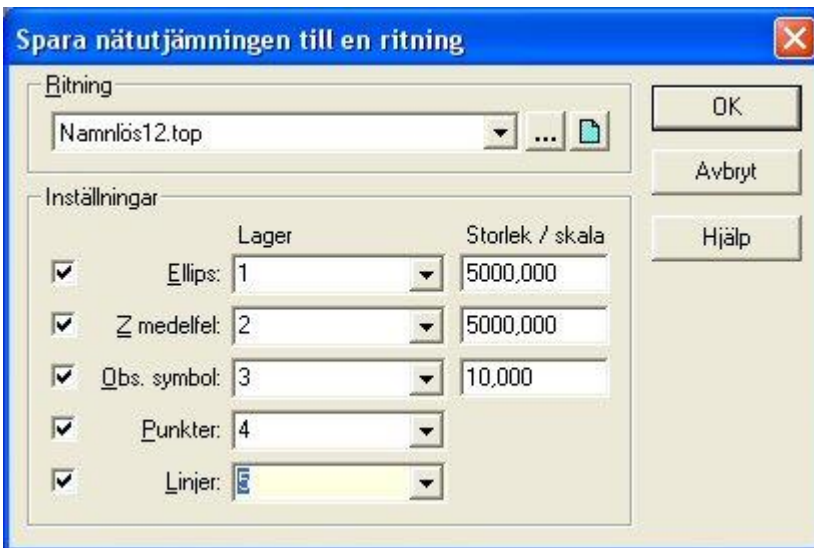 Spara nätutjämningen till en ritning
Ritning
Namnlös12.top
...
OK
Avbryt
Hjälp
Inställningar
Lager Storlek / skala
Ellips: 1 5000,000
Z medelfel: 2 5000,000
Obs. symbol: 3 10,000
Punkter: 4
Linjer: 5